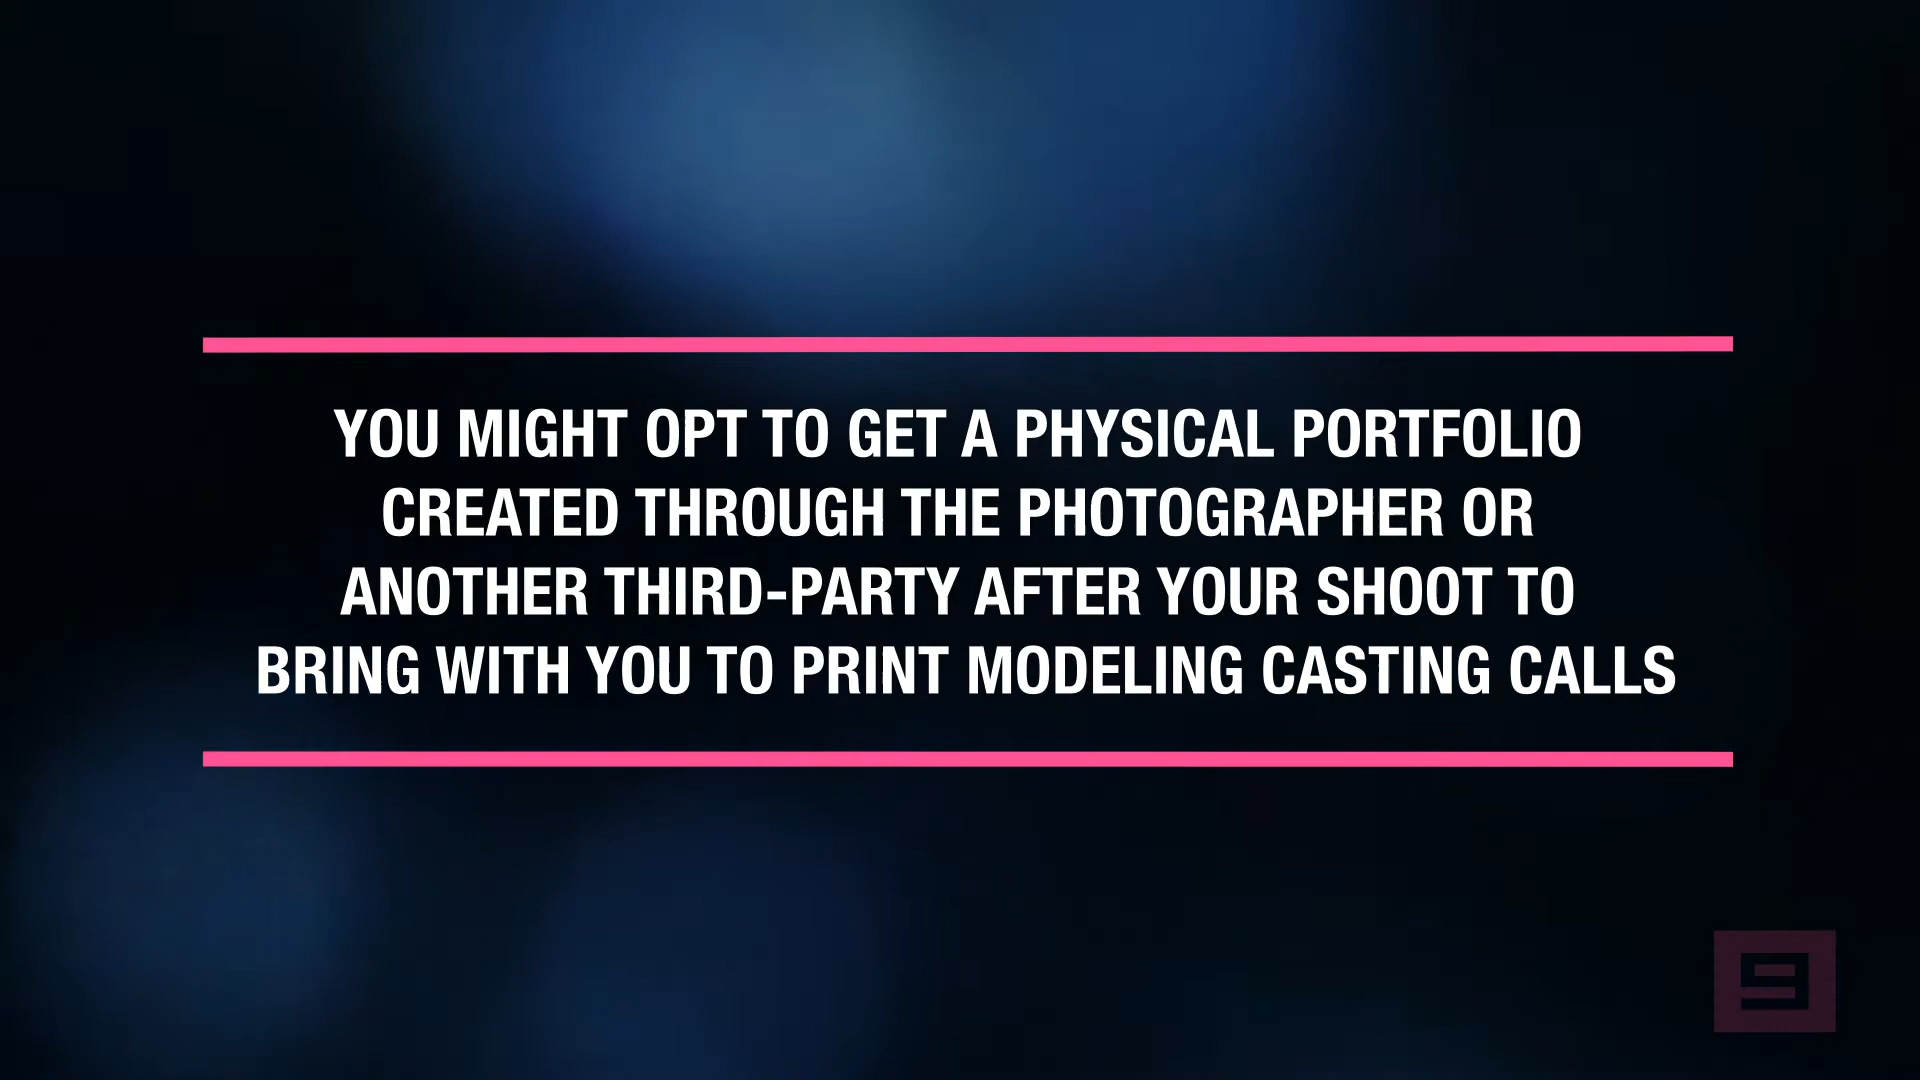 YOU MIGHT OPT TO GET A PHYSICAL PORTFOLIO
CREATED THROUGH THE PHOTOGRAPHER OR
ANOTHER THIRD-PARTY AFTER YOUR SHOOT TO
BRING WITH YOU TO PRINT MODELING CASTING CALLS
9